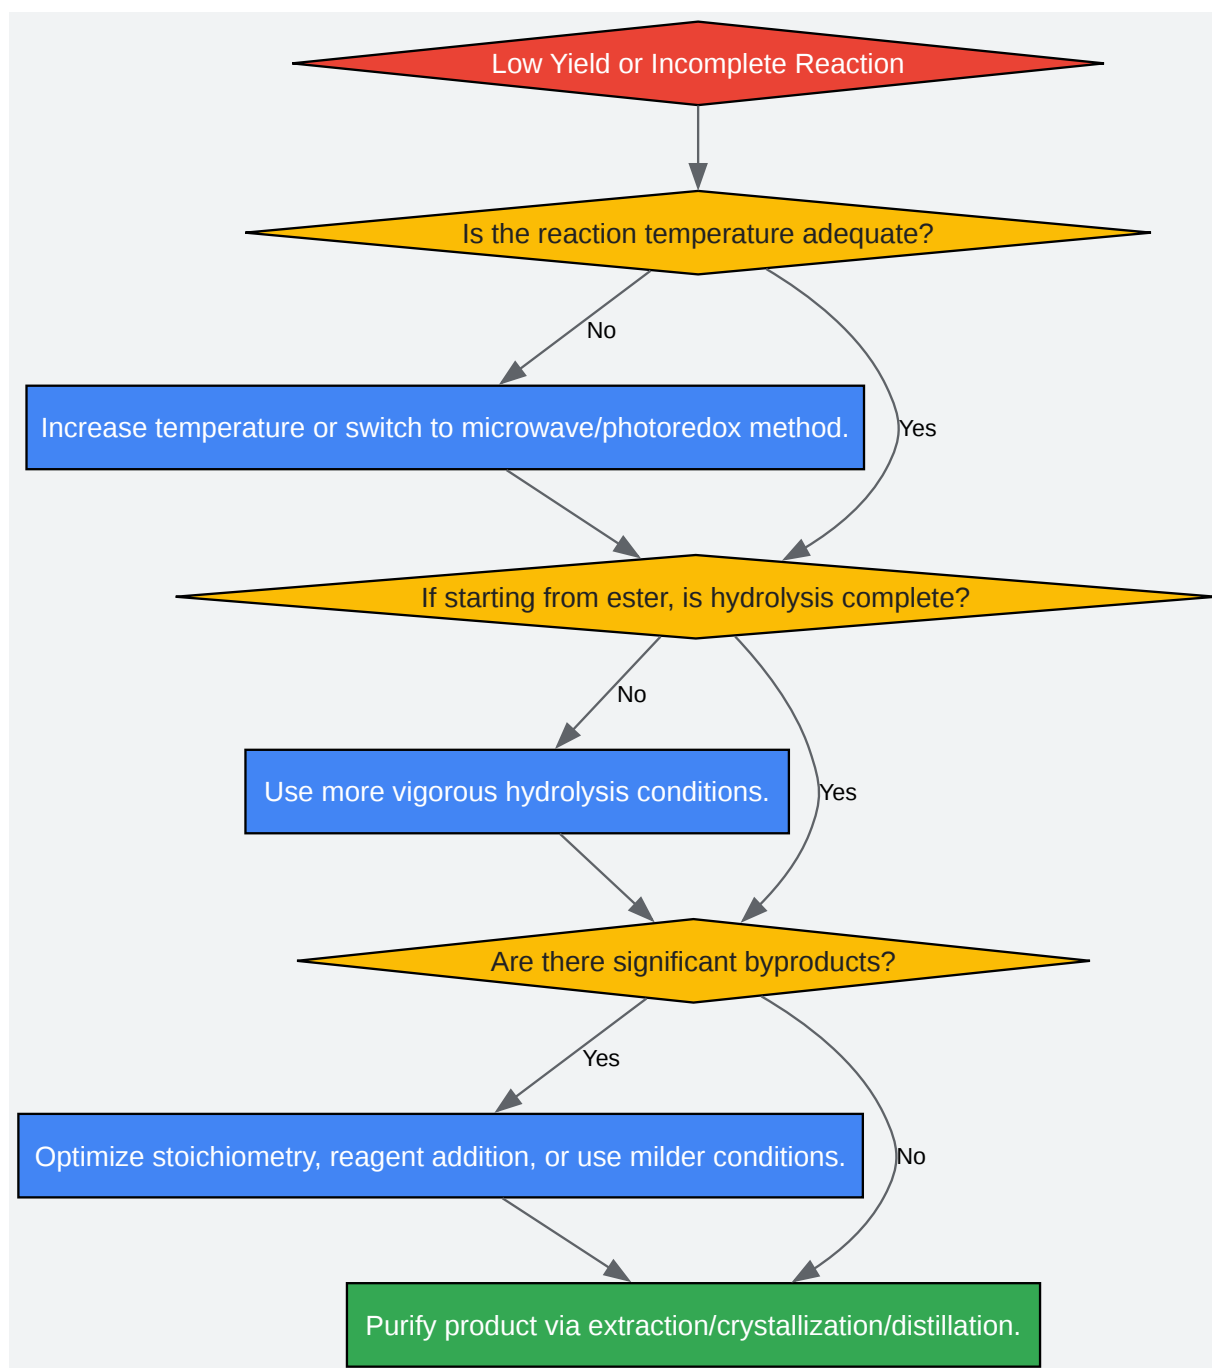 Low Yield or Incomplete Reaction
Is the reaction temperature adequate?
No
Increase temperature or switch to microwave/photoredox method.
Yes
If starting from ester, is hydrolysis complete?
No
Use more vigorous hydrolysis conditions.
Yes
Are there significant byproducts?
Yes
Optimize stoichiometry, reagent addition, or use milder conditions.
No
Purify product via extraction/crystallization/distillation.